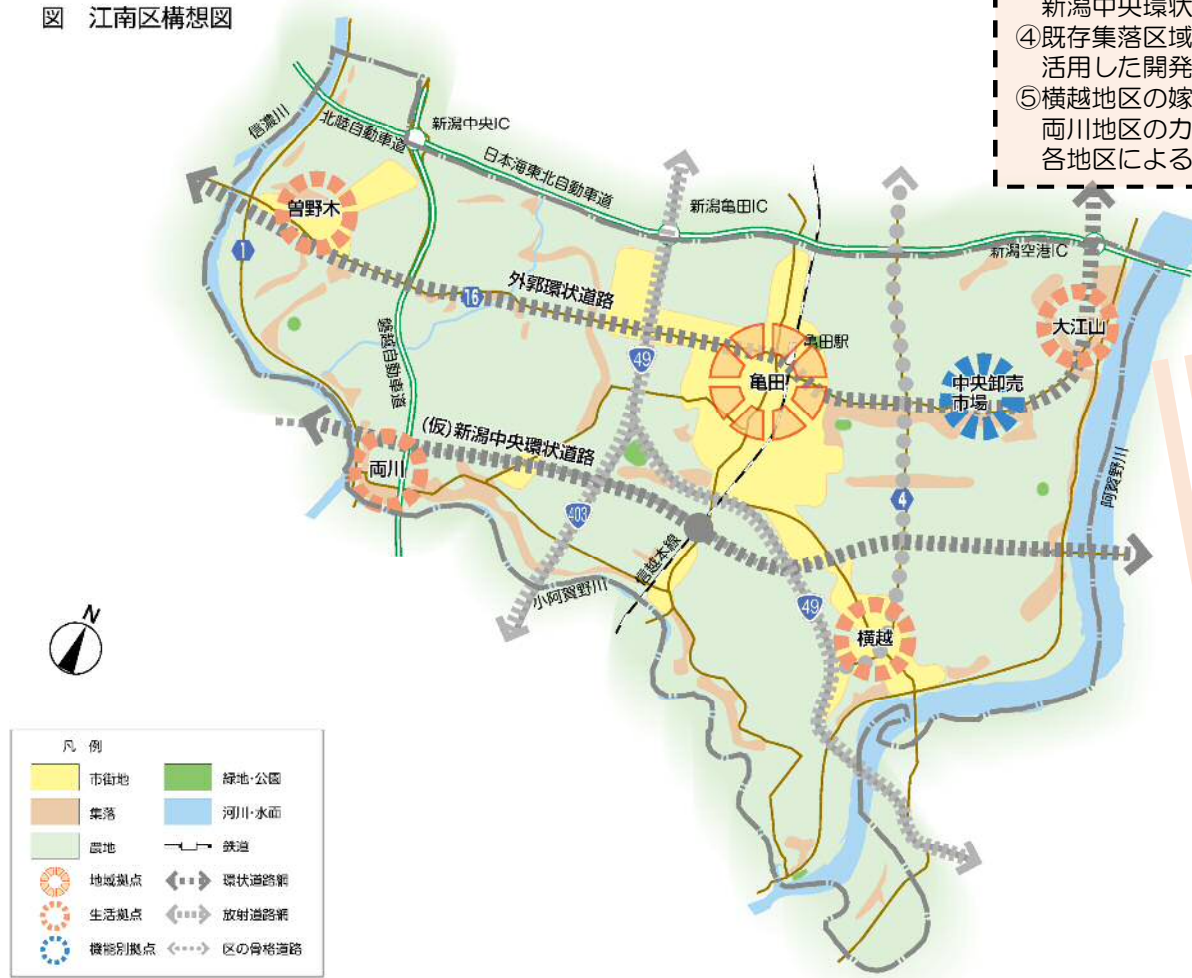 図 江南区構想図
新潟中央環状
④既存集落区域
活用した開発
⑤横越地区の嫁
両川地区のカ
各地区による
信濃川
北陸自動車道
新潟中央IC
日本海東北自動車道
新潟亀田IC
新潟空港IC
曽野木
1
16
外郭環状道路
磐越自動車道
49
亀田駅
亀田
大江山
中央卸売
市場
(仮)新潟中央環状道路
両川
403
4
阿賀野川
信越本線
小阿賀野川
49
横越
N
凡 例
市街地
緑地・公園
集落
河川・水面
農地
鉄道
地域拠点
環状道路網
生活拠点
放射道路網
機能別拠点
区の骨格道路